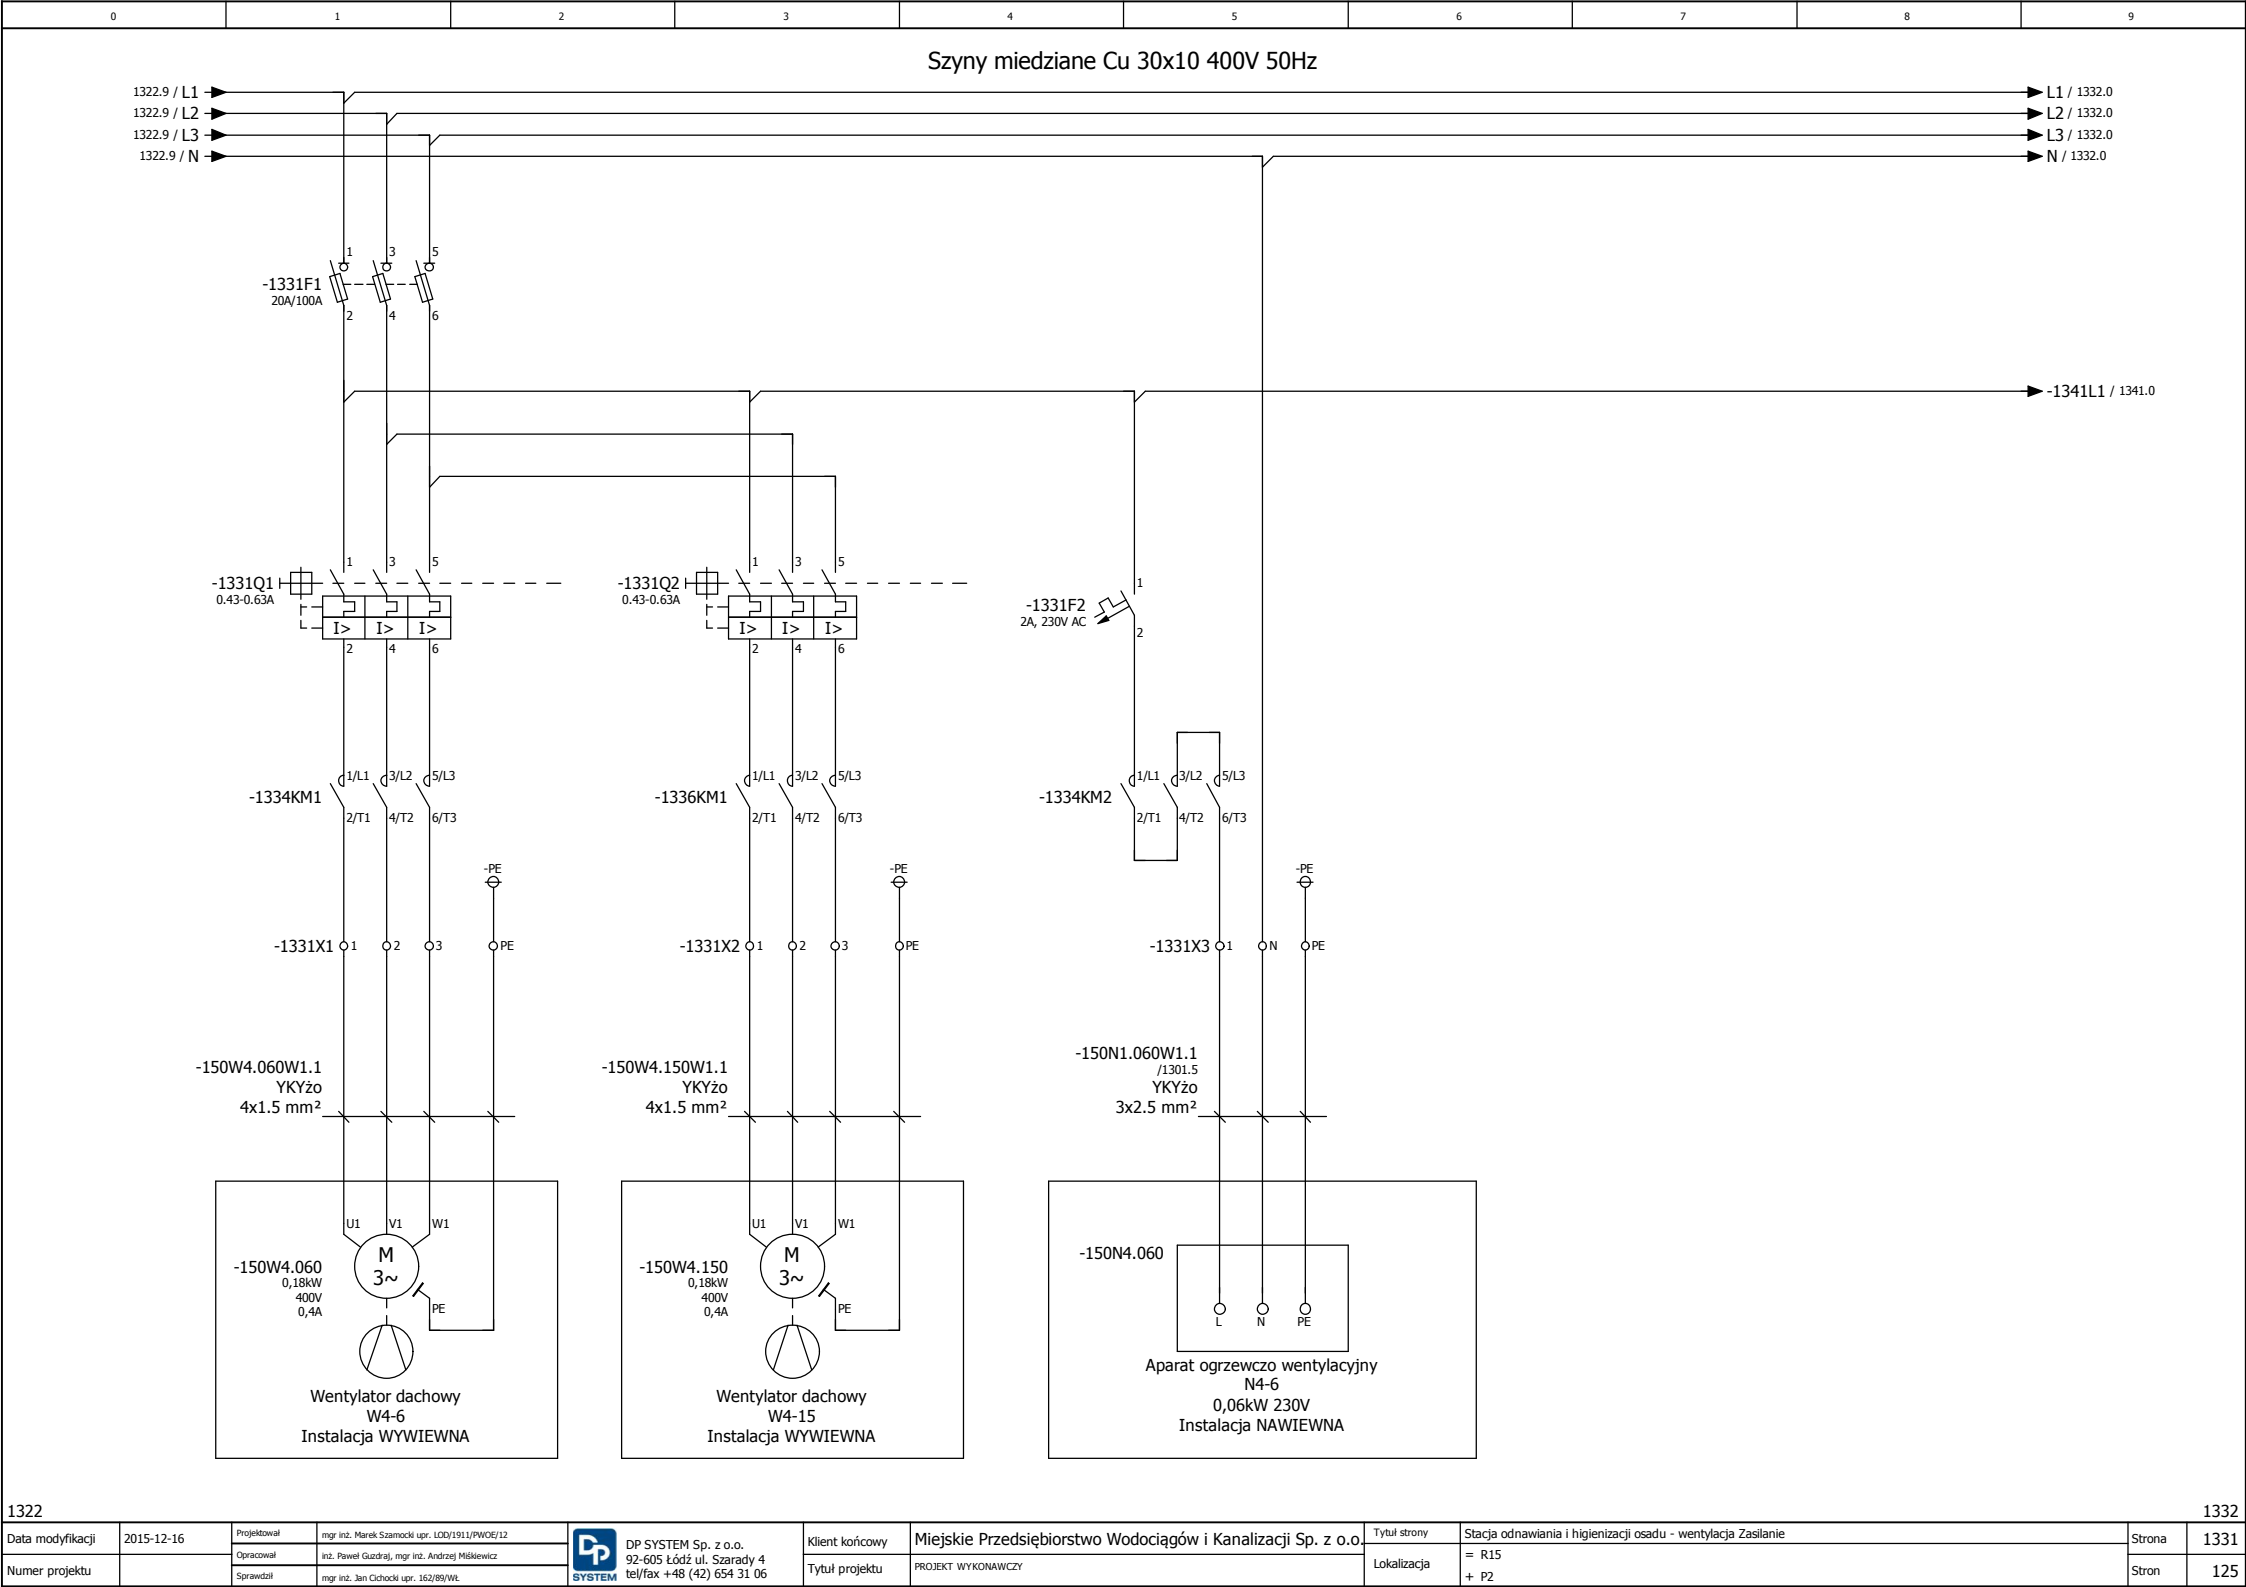 0 1 2 3 4 5 6 7 8 9
Szyny miedziane Cu 30x10 400V 50Hz
1322.9 / L1
L1 / 1332.0
1322.9 / L2
L2 / 1332.0
1322.9 / L3
L3 / 1332.0
1322.9 / N
N / 1332.0
1 3 5
-1331F1
20A/100A
2 4 6
-1341L1 / 1341.0
1 3 5
-1331Q1
0.43-0.63A
I> I> I>
2 4 6
1 3 5
-1331Q2
0.43-0.63A
I> I> I>
2 4 6
1
-1331F2
2A, 230V AC
2
1/L1 3/L2 5/L3
-1334KM1
2/T1 4/T2 6/T3
1/L1 3/L2 5/L3
-1336KM1
2/T1 4/T2 6/T3
1/L1 3/L2 5/L3
-1334KM2
2/T1 4/T2 6/T3
-PE
-PE
-PE
-1331X1 1 2 3 PE
-1331X2 1 2 3 PE
-1331X3 1 N PE
-150W4.060W1.1
YKYżo
4x1.5 mm²
-150W4.150W1.1
YKYżo
4x1.5 mm²
-150N1.060W1.1
/1301.5
YKYżo
3x2.5 mm²
U1 V1 W1
M
3~
-150W4.060
0,18kW
400V
0,4A
PE
Wentylator dachowy
W4-6
Instalacja WYWIEWNA
U1 V1 W1
M
3~
-150W4.150
0,18kW
400V
0,4A
PE
Wentylator dachowy
W4-15
Instalacja WYWIEWNA
-150N4.060
L N PE
Aparat ogrzewczo wentylacyjny
N4-6
0,06kW 230V
Instalacja NAWIEWNA
1322
1332
Data modyfikacji 2015-12-16
Numer projektu
Projektował mgr inż. Marek Szamocki upr. LOD/1911/PWOE/12
Opracował inż. Paweł Guzdraj, mgr inż. Andrzej Miśkiewicz
Sprawdził mgr inż. Jan Cichocki upr. 162/89/WŁ
Dp
SYSTEM
DP SYSTEM Sp. z o.o.
92-605 Łódź ul. Szarady 4
tel/fax +48 (42) 654 31 06
Klient końcowy Miejskie Przedsiębiorstwo Wodociągów i Kanalizacji Sp. z o.o.
Tytuł projektu PROJEKT WYKONAWCZY
Tytuł strony Stacja odnawiania i higienizacji osadu - wentylacja Zasilanie
Lokalizacja
= R15
+ P2
Strona 1331
Stron 125